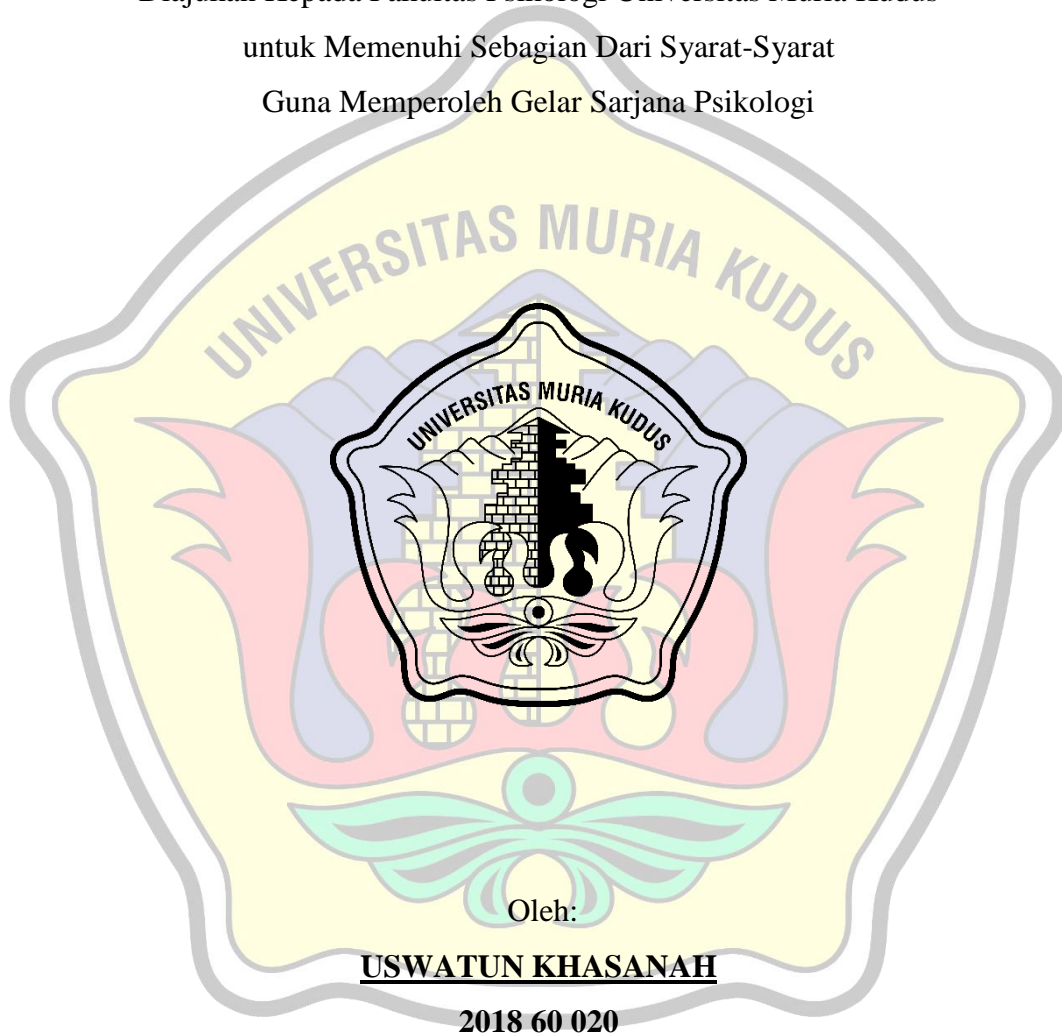 Diajukan Kepada Fakultas Psikologi Universitas Muria Kudus
untuk Memenuhi Sebagian Dari Syarat-Syarat
Guna Memperoleh Gelar Sarjana Psikologi
UNIVERSITAS MURIA KUDUS
UNIVERSITAS MURIA KUDUS
Oleh:
USWATUN KHASANAH
2018 60 020